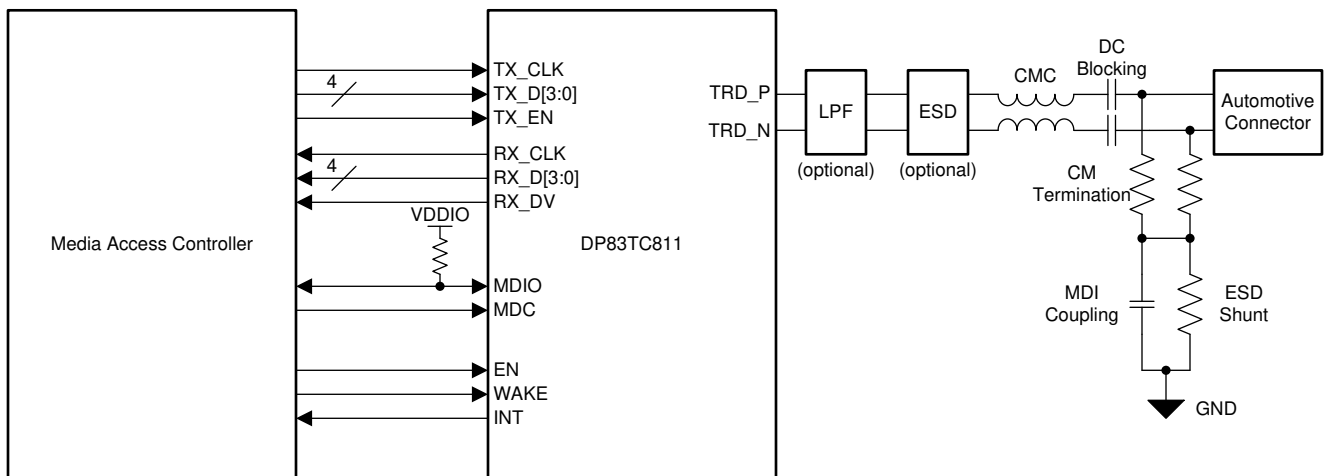 Media Access Controller
4
4
VDDIO
TX_CLK
TX_D[3:0]
TX_EN
RX_CLK
RX_D[3:0]
RX_DV
MDIO
MDC
EN
WAKE
INT
DP83TC811
TRD_P
TRD_N
LPF
(optional)
ESD
(optional)
CMC
DC
Blocking
Automotive
Connector
CM
Termination
MDI
Coupling
ESD
Shunt
GND